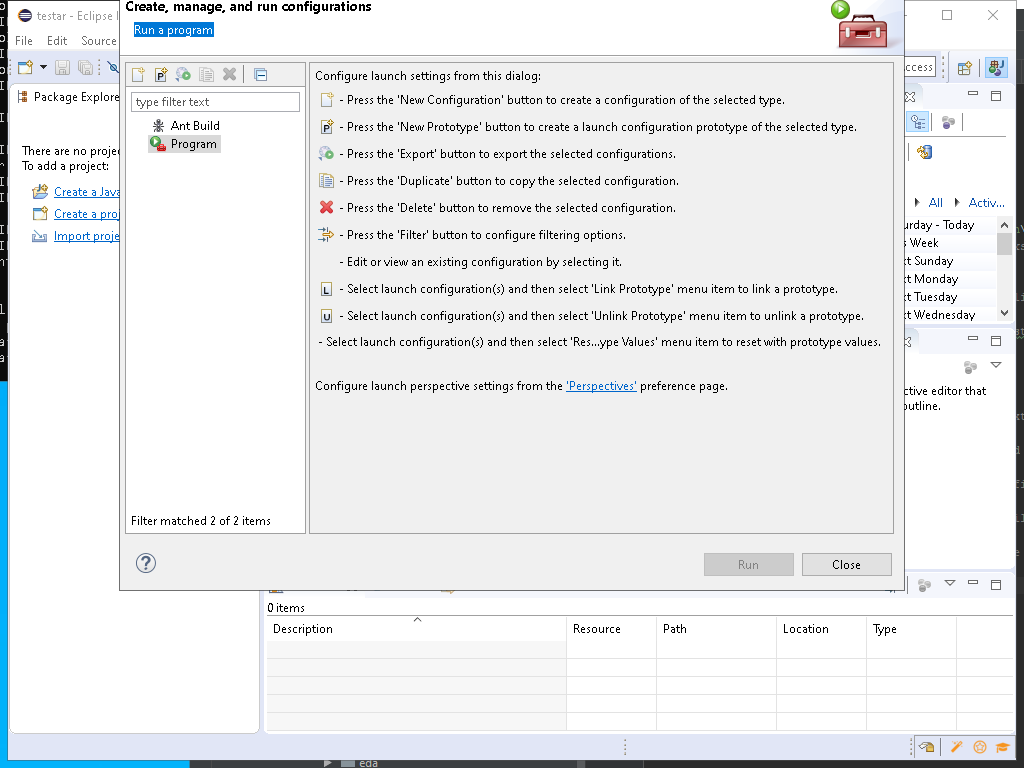 Create, manage, and run configurations
testar - Eclipse
Run a program
File Edit Source
Package Explore
type filter text
Ant Build
Program
There are no
To add a project:
Create a Java
Create a
Import
Filter matched 2 of 2 items
Configure launch settings from this dialog:
- Press the 'New Configuration' button to create a configuration of the selected type.
- Press the 'New Prototype' button to create a launch configuration prototype of the selected type.
- Press the 'Export' button to export the selected configurations.
- Press the 'Duplicate' button to copy the selected configuration.
- Press the 'Delete' button to remove the selected configuration.
- Press the 'Filter' button to configure filtering options.
- Edit or view an existing configuration by selecting it.
L - Select launch configuration(s) and then select 'Link Prototype' menu item to link a prototype.
U - Select launch configuration(s) and then select 'Unlink Prototype' menu item to unlink a prototype.
- Select launch configuration(s) and then select 'Res...ype Values' menu item to reset with prototype values.
Configure launch perspective settings from the 'Perspectives' preference page.
Run Close
cess
All Activ...
urday - Today
s Week
xt Sunday
xt Monday
xt Tuesday
xt Wednesday
ctive editor that
outline.
0 items
Description Resource Path Location Type
eda